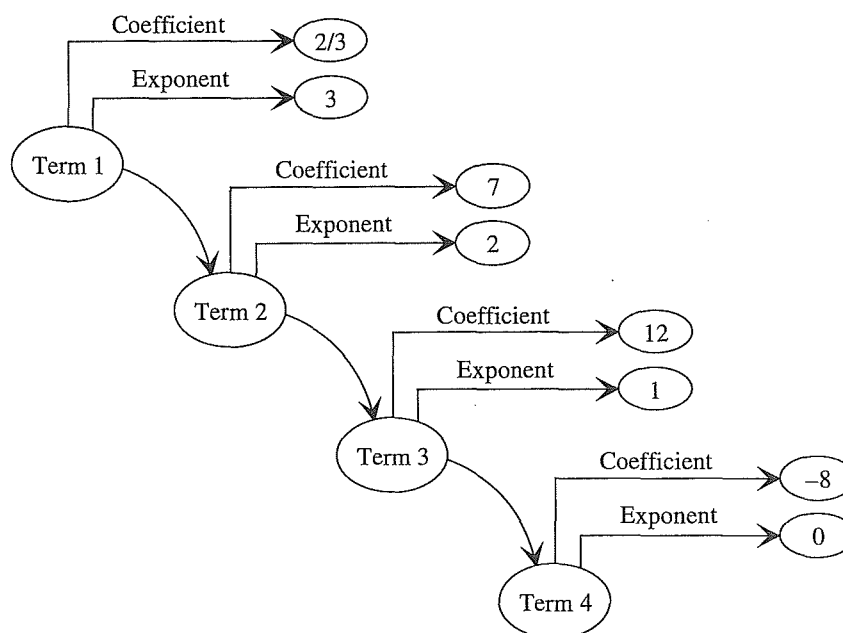 Coefficient
2/3
Exponent
3
Term 1
Coefficient
7
Exponent
2
Term 2
Coefficient
12
Exponent
1
Term 3
Coefficient
–8
Exponent
0
Term 4